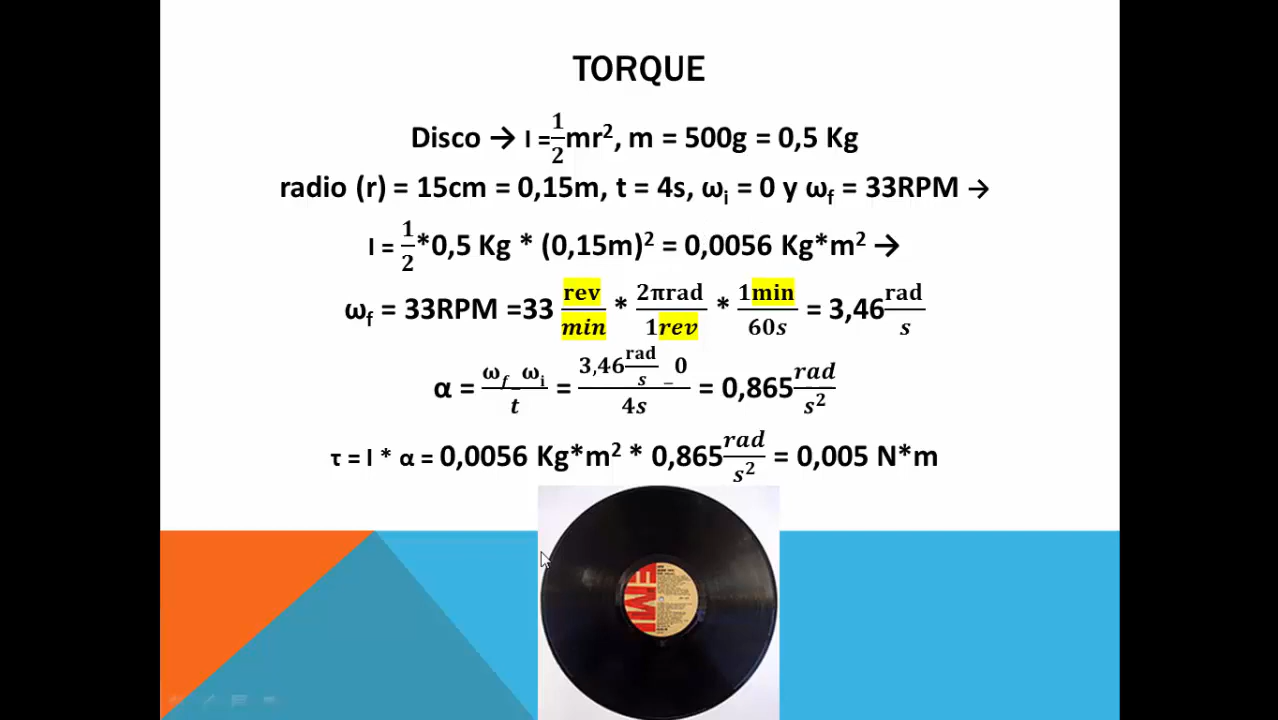 TORQUE
Disco → I = 1/2 mr², m = 500g = 0,5 Kg
radio (r) = 15cm = 0,15m, t = 4s, ωi = 0 y ωf = 33RPM →
I = 1/2 *0,5 Kg * (0,15m)² = 0,0056 Kg*m² →
ωf = 33RPM =33 rev/min * 2πrad/1rev * 1min/60s = 3,46 rad/s
α = ωf_ωi/t = 3,46 rad/s _0/4s = 0,865 rad/s²
τ = I * α = 0,0056 Kg*m² * 0,865 rad/s² = 0,005 N*m
EMI